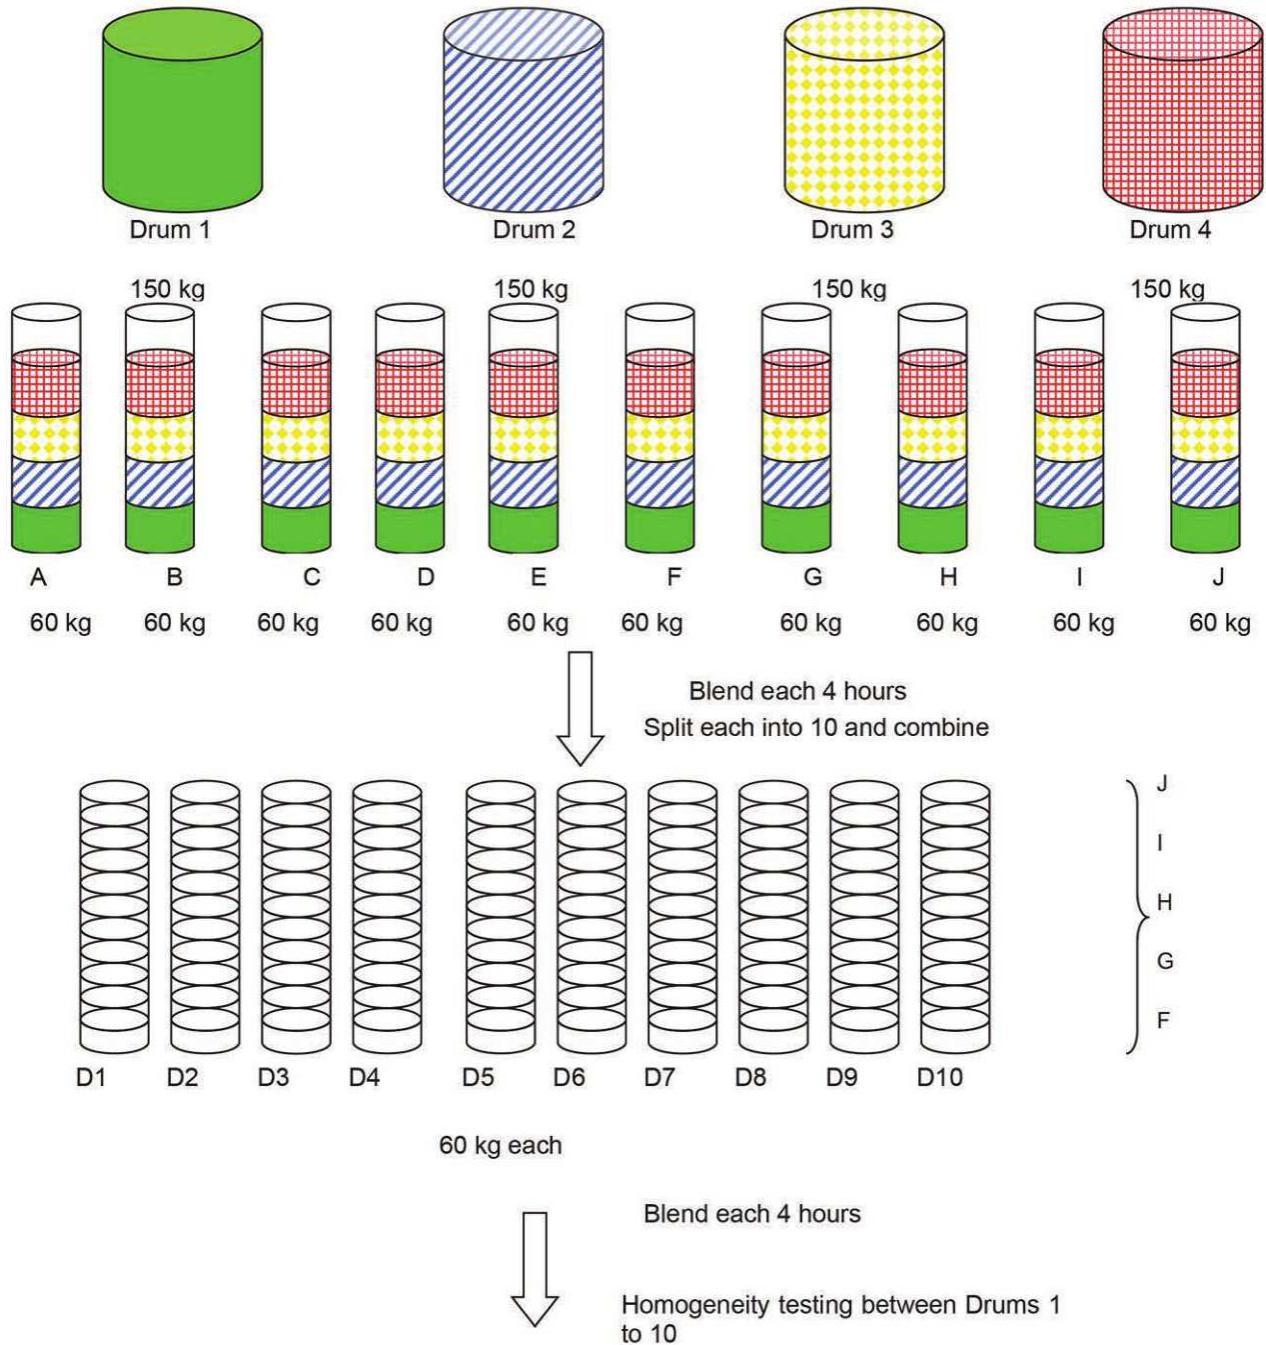 Drum 1 Drum 2 Drum 3 Drum 4
150 kg 150 kg 150 kg 150 kg
A B C D E F G H I J
60 kg 60 kg 60 kg 60 kg 60 kg 60 kg 60 kg 60 kg 60 kg 60 kg
Blend each 4 hours
Split each into 10 and combine
J
I
H
G
F
D1 D2 D3 D4 D5 D6 D7 D8 D9 D10
60 kg each
Blend each 4 hours
Homogeneity testing between Drums 1
to 10